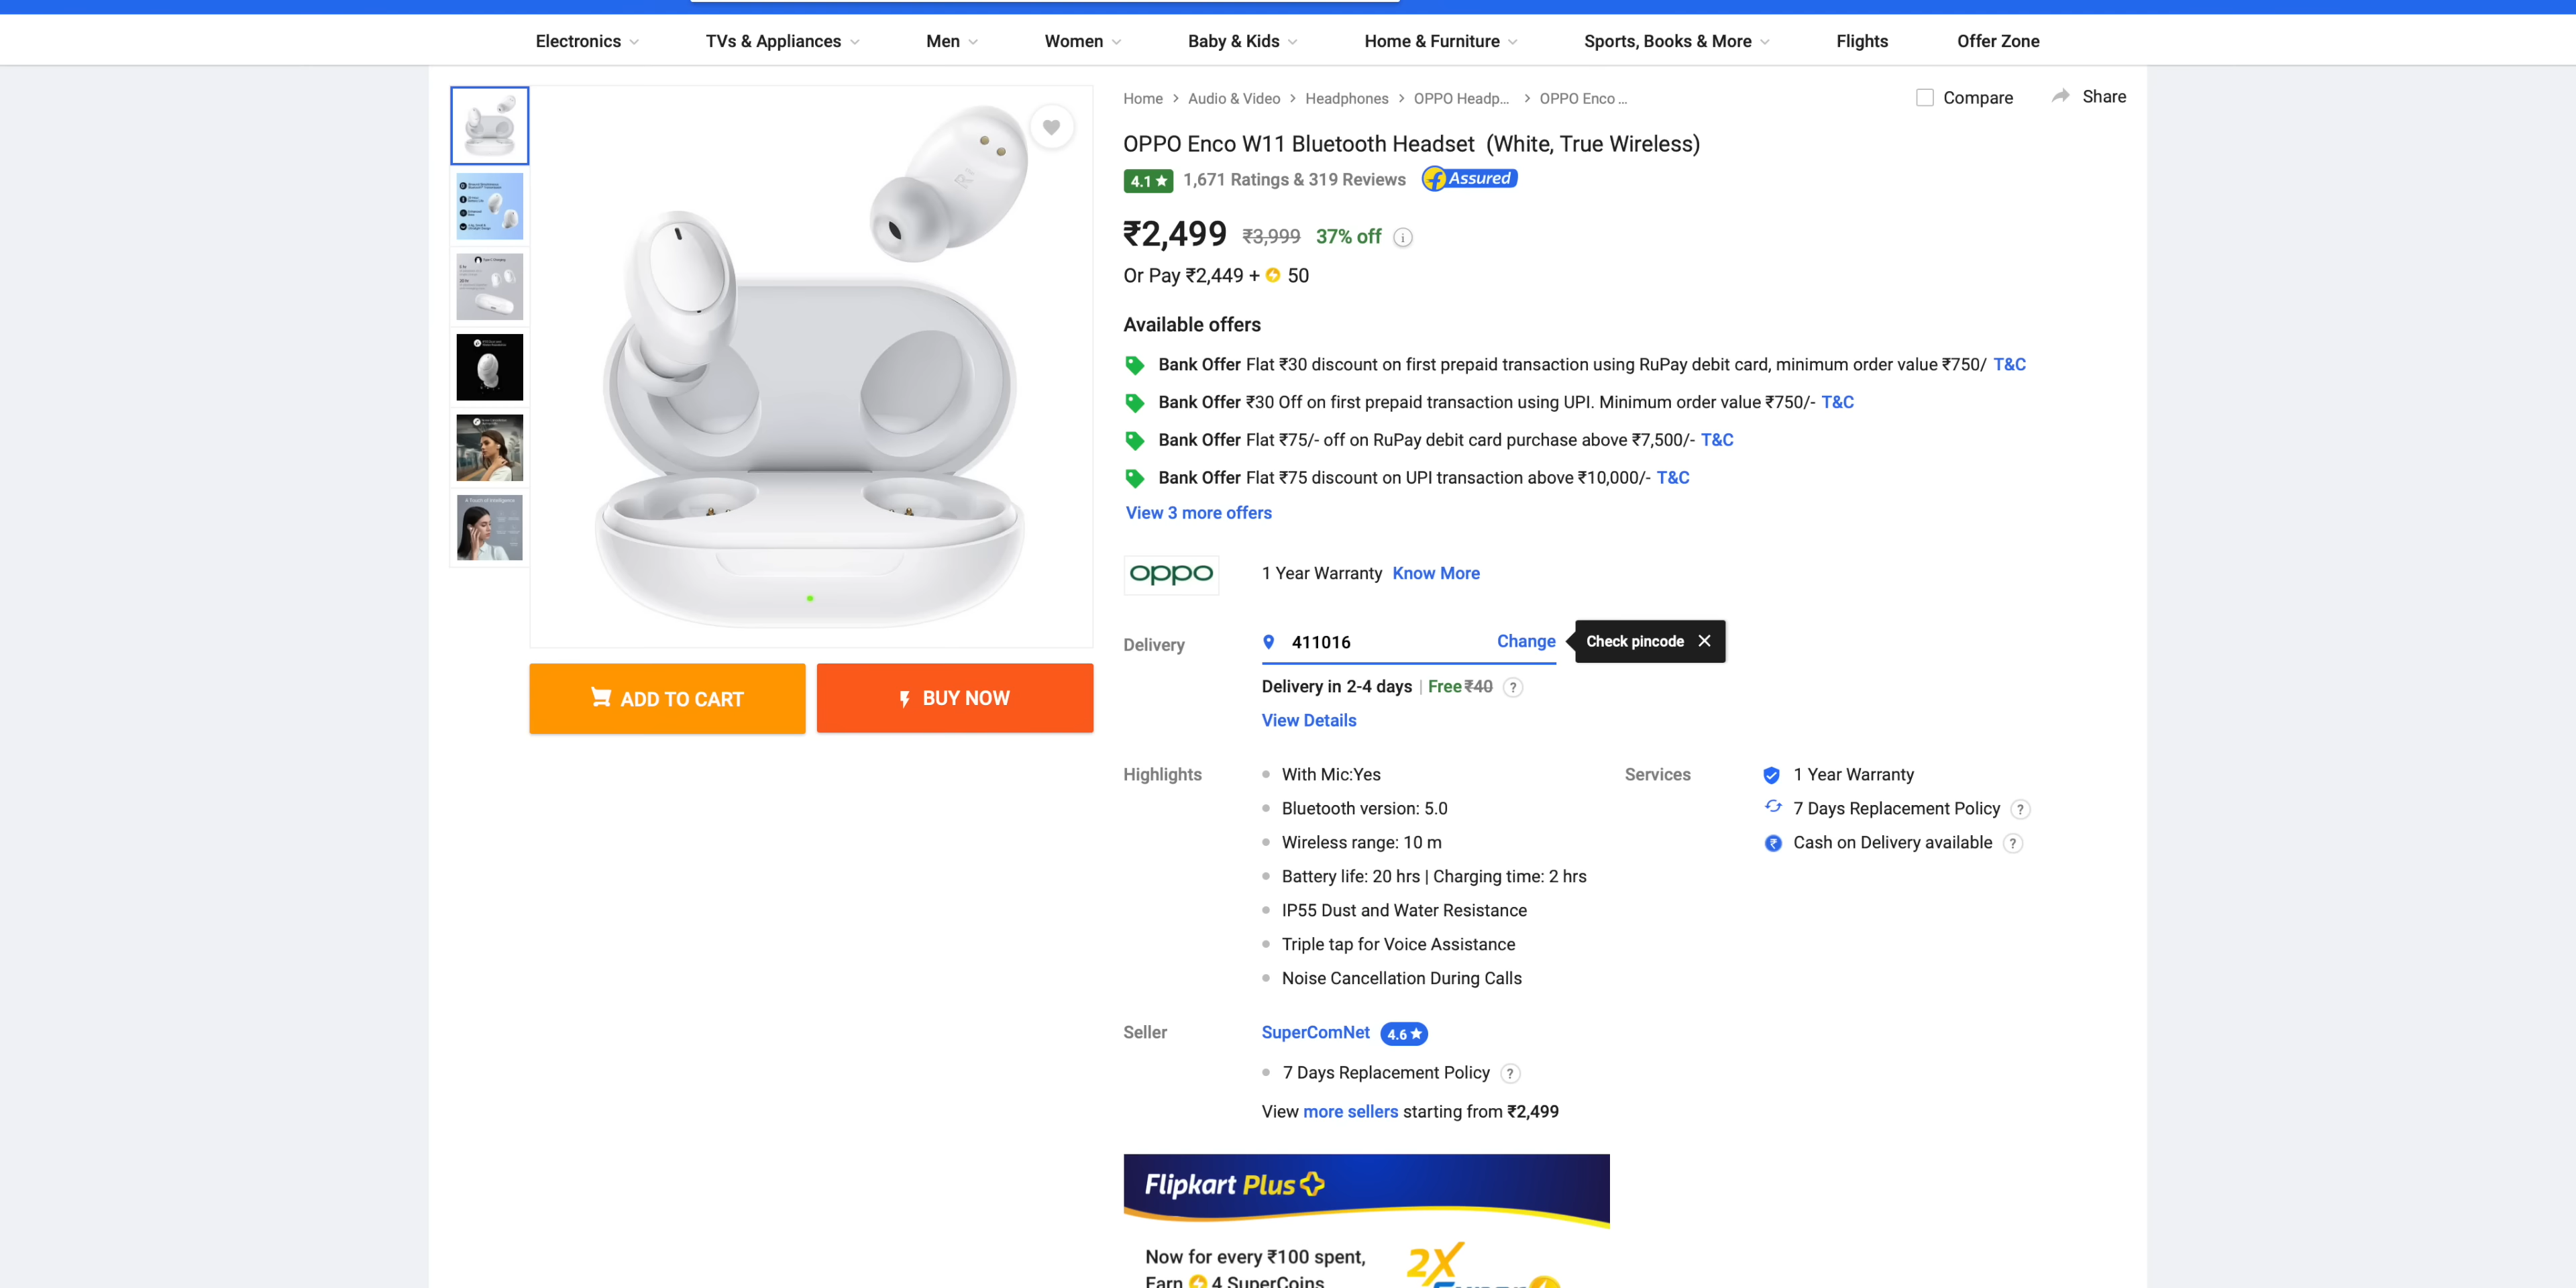 Electronics TVs & Appliances Men Women Baby & Kids Home & Furniture Sports, Books & More Flights Offer Zone
Home > Audio & Video > Headphones > OPPO Headp... > OPPO Enco ...
Compare Share
OPPO Enco W11 Bluetooth Headset (White, True Wireless)
4.1★ 1,671 Ratings & 319 Reviews Assured
₹2,499 ₹3,999 37% off i
Or Pay ₹2,449 + 50
Available offers
Bank Offer Flat ₹30 discount on first prepaid transaction using RuPay debit card, minimum order value ₹750/ T&C
Bank Offer ₹30 Off on first prepaid transaction using UPI. Minimum order value ₹750/- T&C
Bank Offer Flat ₹75/- off on RuPay debit card purchase above ₹7,500/- T&C
Bank Offer Flat ₹75 discount on UPI transaction above ₹10,000/- T&C
View 3 more offers
oppo 1 Year Warranty Know More
Delivery 411016 Change Check pincode ✕
Delivery in 2-4 days | Free ₹40 ?
View Details
ADD TO CART
BUY NOW
Highlights
With Mic:Yes
Bluetooth version: 5.0
Wireless range: 10 m
Battery life: 20 hrs | Charging time: 2 hrs
IP55 Dust and Water Resistance
Triple tap for Voice Assistance
Noise Cancellation During Calls
Services
1 Year Warranty
7 Days Replacement Policy ?
Cash on Delivery available ?
Seller SuperComNet 4.6★
7 Days Replacement Policy ?
View more sellers starting from ₹2,499
Flipkart Plus
Now for every ₹100 spent,
Earn 4 SuperCoins
2X